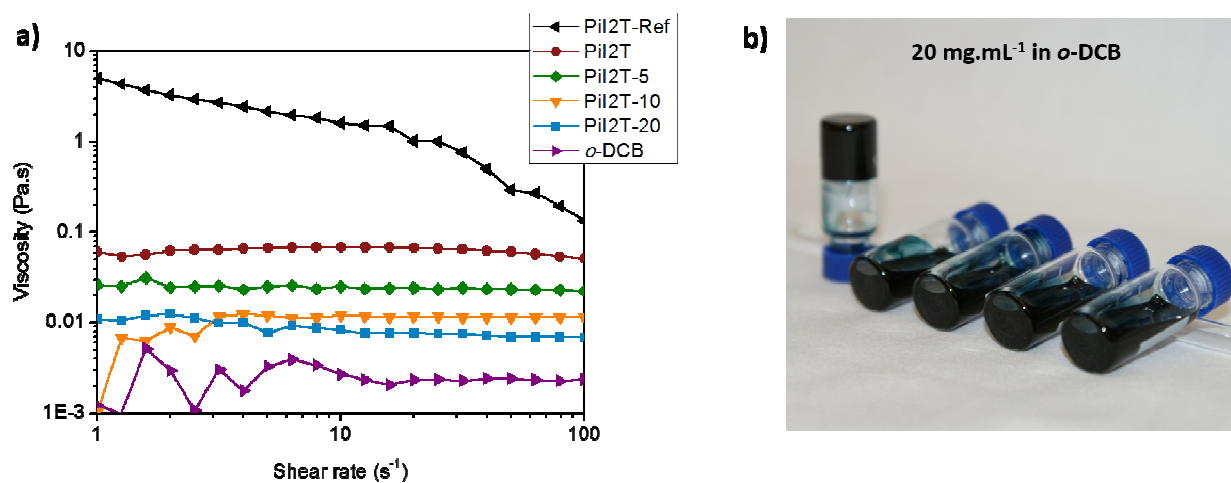 a)
PiI2T-Ref
PiI2T
PiI2T-5
PiI2T-10
PiI2T-20
o-DCB
10
1
0.1
0.01
1E-3
Viscosity (Pa.s)
1
10
100
Shear rate (s⁻¹)
b)
20 mg.mL⁻¹ in o-DCB